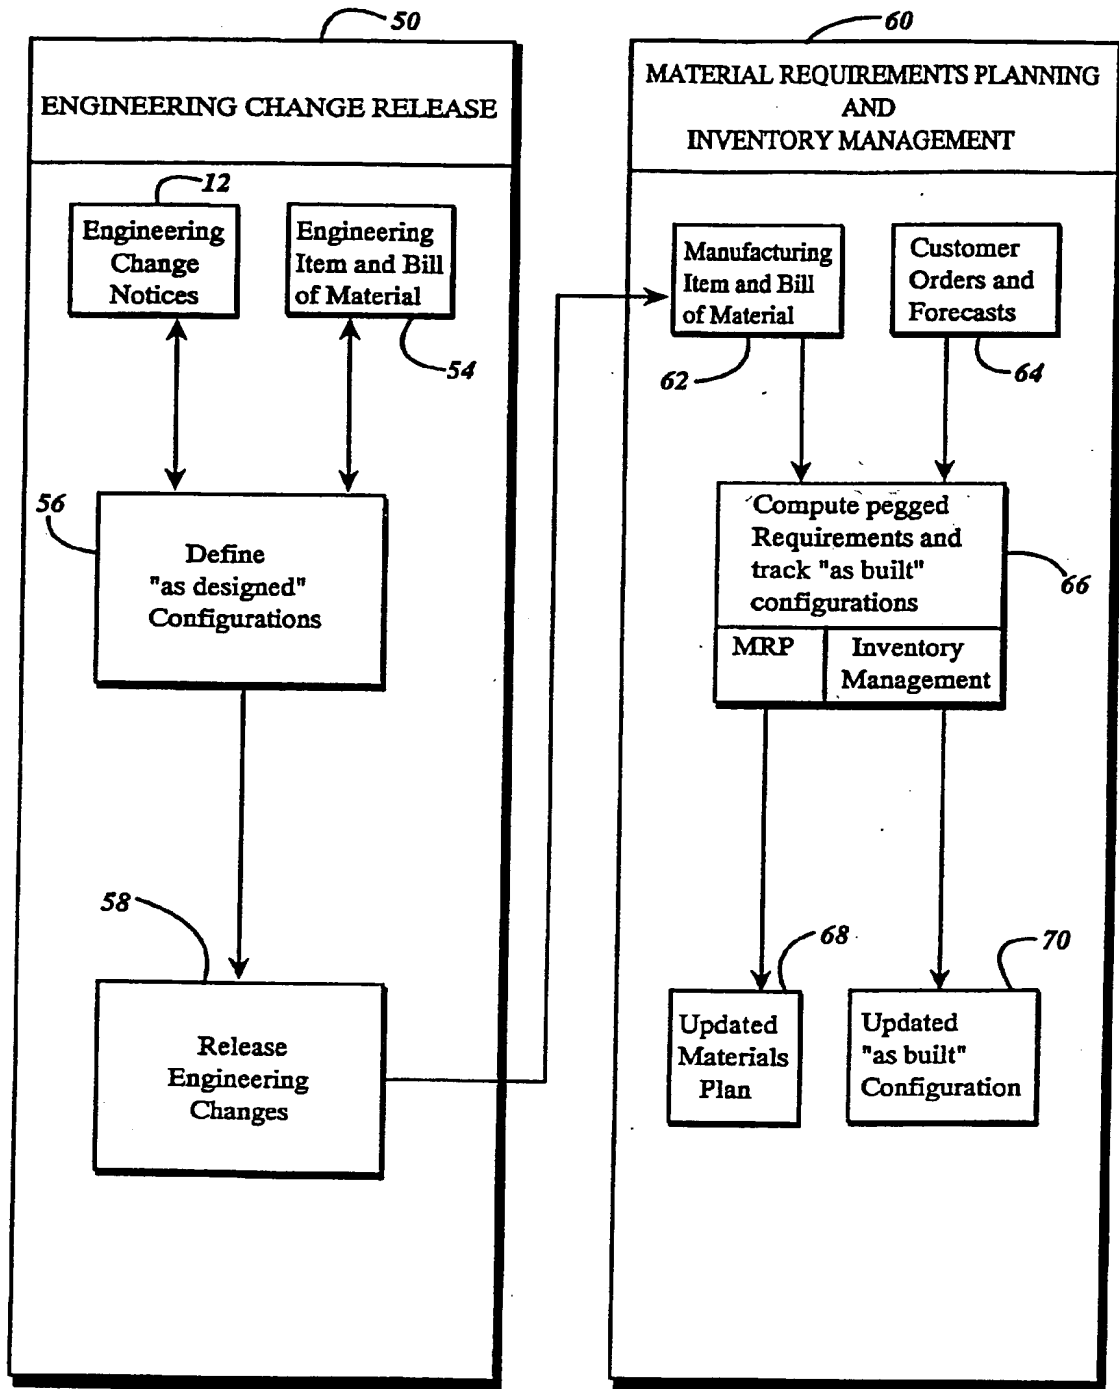 50
ENGINEERING CHANGE RELEASE
12
Engineering
Change
Notices
Engineering
Item and Bill
of Material
54
56
Define
"as designed"
Configurations
58
Release
Engineering
Changes
60
MATERIAL REQUIREMENTS PLANNING
AND
INVENTORY MANAGEMENT
Manufacturing
Item and Bill
of Material
62
Customer
Orders and
Forecasts
64
Compute pegged
Requirements and
track "as built"
configurations
66
MRP
Inventory
Management
68
Updated
Materials
Plan
70
Updated
"as built"
Configuration